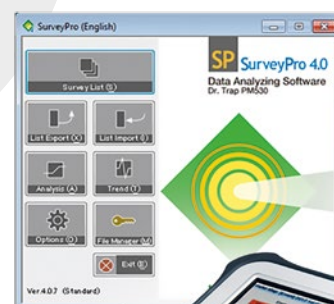 SurveyPro (English)
SP SurveyPro 4.0
Data Analyzing Software
Dr. Trap PM530
Survey List (S)
List Export (X)
List Import (I)
Analysis (A)
Trend (T)
Options (O)
File Manager (M)
Exit (E)
Ver.4.0.7 (Standard)